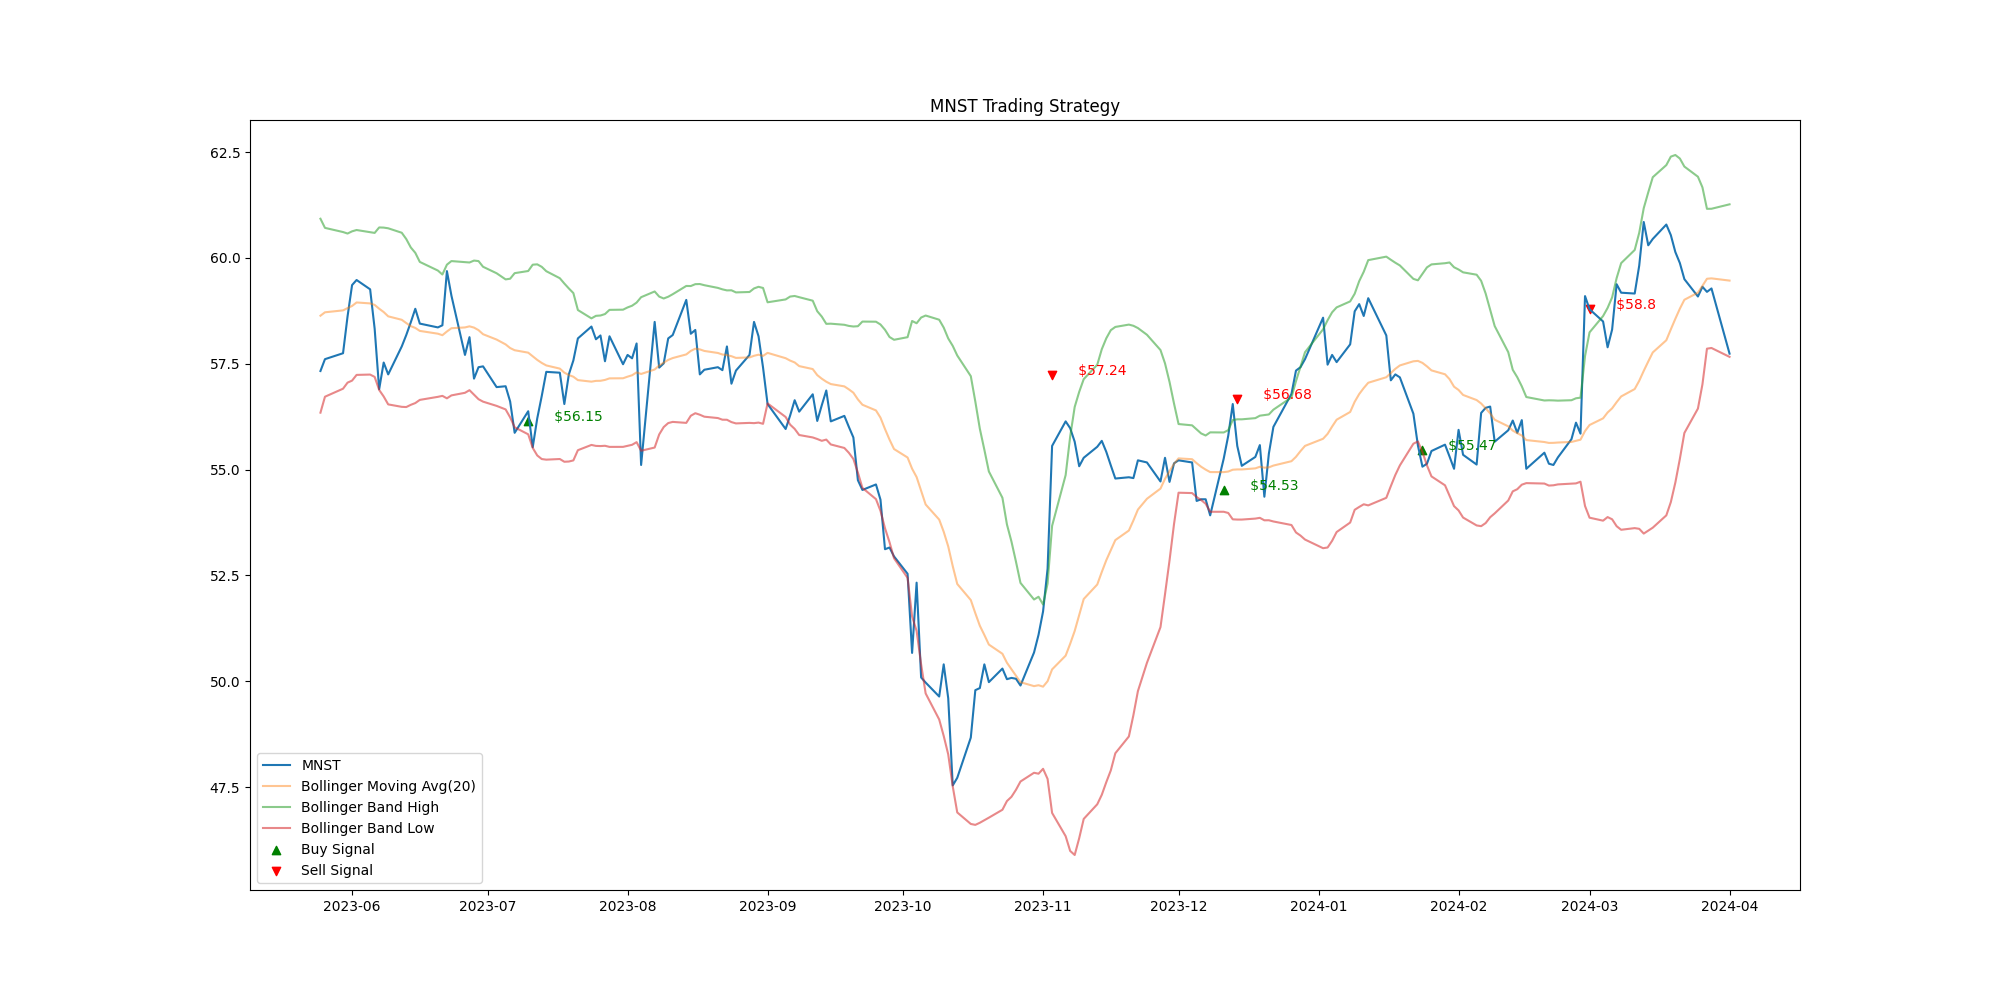 MNST Trading Strategy
62.5
60.0
57.5
55.0
52.5
50.0
47.5
$56.15
$57.24
$54.53
$56.68
$55.47
$58.8
MNST
Bollinger Moving Avg(20)
Bollinger Band High
Bollinger Band Low
Buy Signal
Sell Signal
2023-06 2023-07 2023-08 2023-09 2023-10 2023-11 2023-12 2024-01 2024-02 2024-03 2024-04